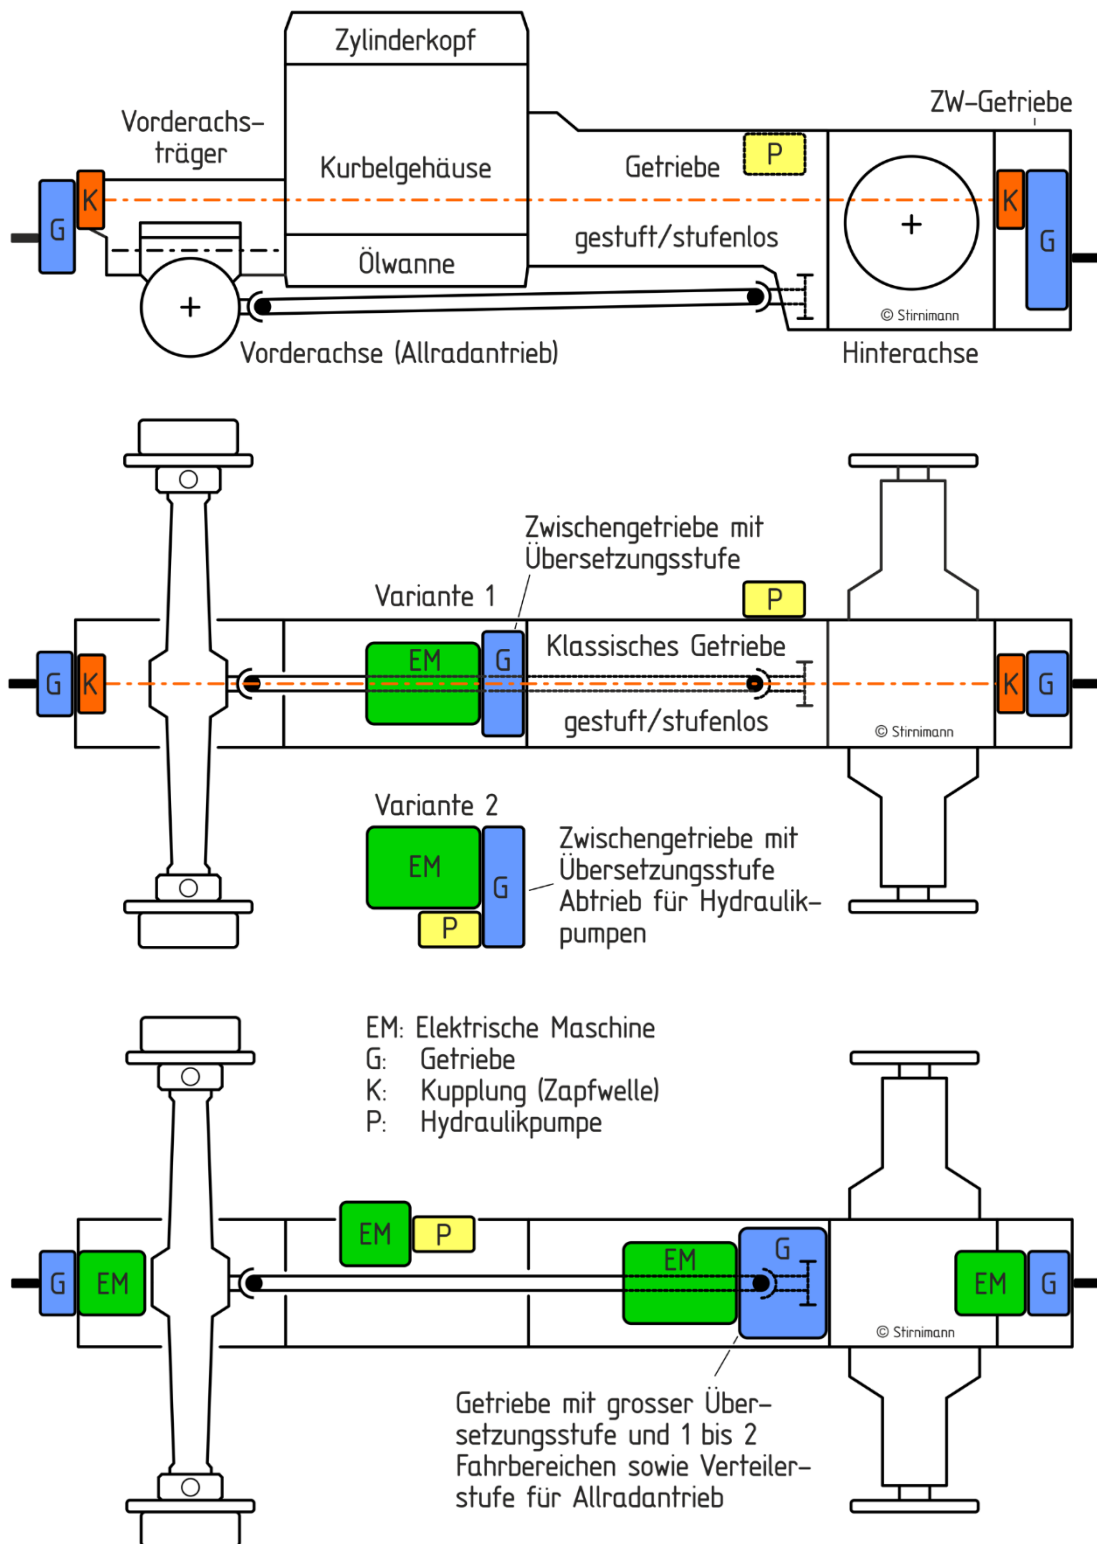 Zylinderkopf
ZW-Getriebe
Vorderachs-
träger
Kurbelgehäuse
Getriebe
P
K
G
K
G
gestuft/stufenlos
Ölwanne
© Stirnimann
Vorderachse (Allradantrieb)
Hinterachse
Zwischengetriebe mit
Übersetzungsstufe
Variante 1
P
Klassisches Getriebe
EM
G
G
K
K
G
gestuft/stufenlos
© Stirnimann
Variante 2
EM
G
P
Zwischengetriebe mit
Übersetzungsstufe
Abtrieb für Hydraulik-
pumpen
EM: Elektrische Maschine
G: Getriebe
K: Kupplung (Zapfwelle)
P: Hydraulikpumpe
EM
P
EM
G
G
EM
EM
G
© Stirnimann
Getriebe mit grosser Über-
setzungsstufe und 1 bis 2
Fahrbereichen sowie Verteiler-
stufe für Allradantrieb